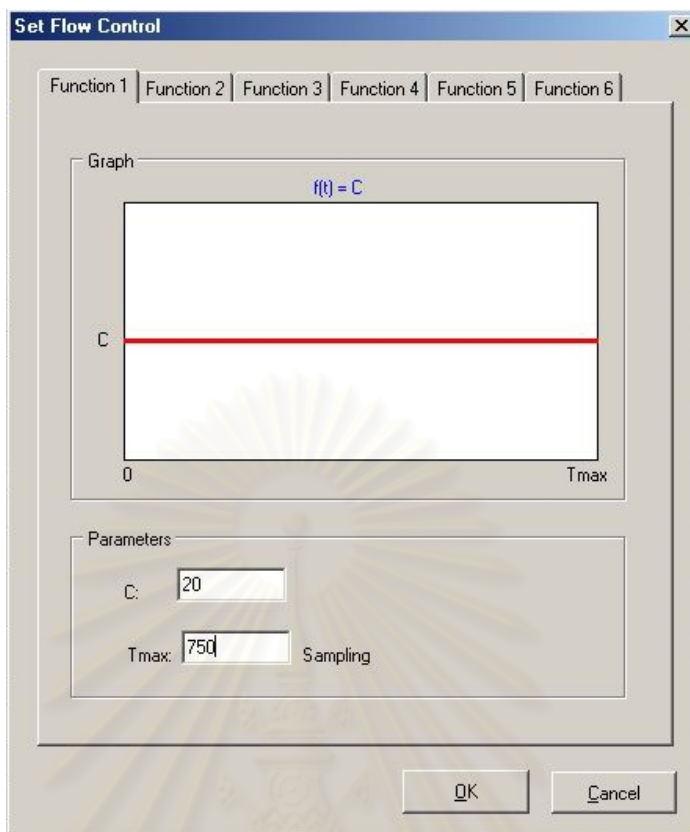 Set Flow Control
Function 1 Function 2 Function 3 Function 4 Function 5 Function 6
Graph
f(t) = C
C
0 Tmax
Parameters
C: 20
Tmax: 750 Sampling
OK Cancel